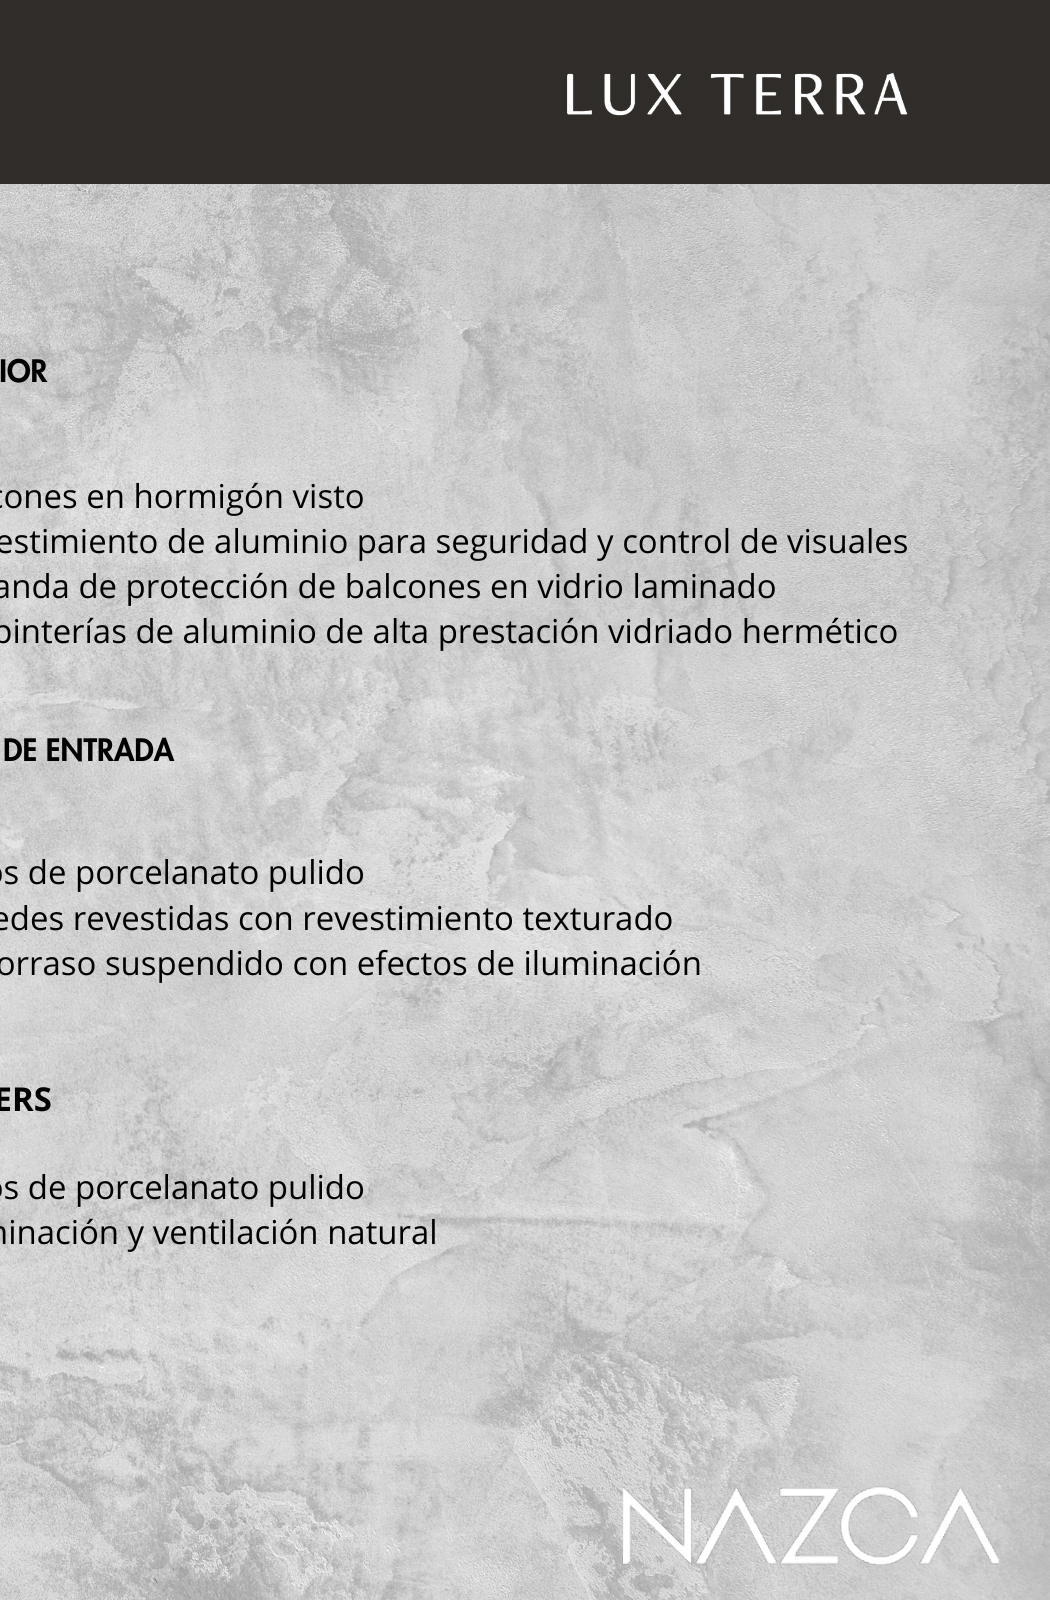 LUX TERRA
IOR
cones en hormigón visto
estimiento de aluminio para seguridad y control de visuales
anda de protección de balcones en vidrio laminado
pinterías de aluminio de alta prestación vidriado hermético
DE ENTRADA
os de porcelanato pulido
edes revestidas con revestimiento texturado
orraso suspendido con efectos de iluminación
ERS
os de porcelanato pulido
minación y ventilación natural
NAZCA